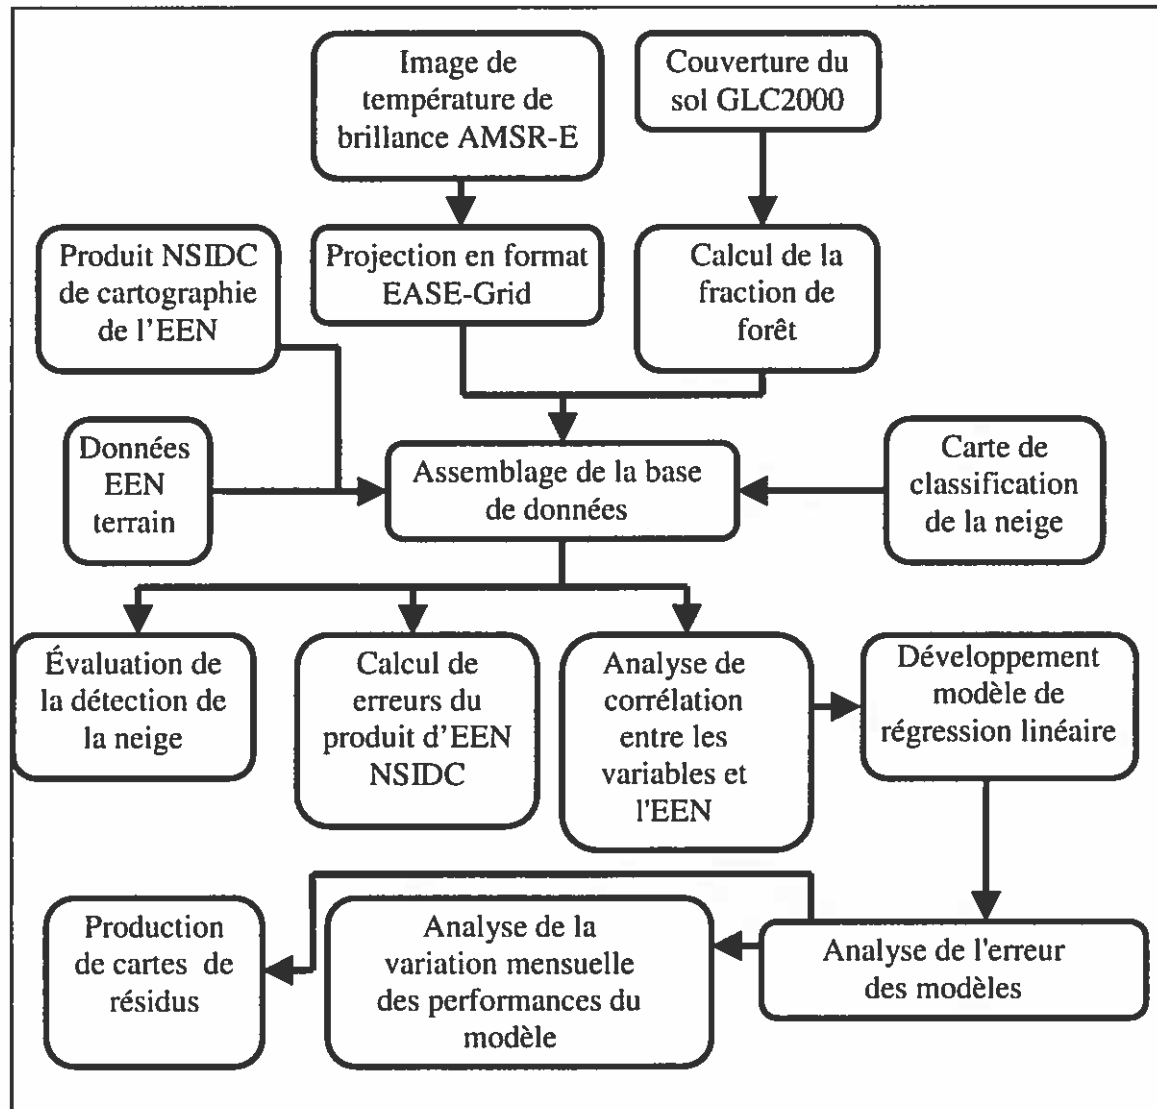 Image de
température de
brillance AMSR-E
Couverture du
sol GLC2000
Produit NSIDC
de cartographie
de l'EEN
Projection en format
EASE-Grid
Calcul de la
fraction de
forêt
Données
EEN
terrain
Assemblage de la base
de données
Carte de
classification
de la neige
Évaluation de
la détection de
la neige
Calcul de
erreurs du
produit d'EEN
NSIDC
Analyse de
corrélation
entre les
variables et
l'EEN
Développement
modèle de
régression linéaire
Production
de cartes de
résidus
Analyse de la
variation mensuelle
des performances du
modèle
Analyse de l'erreur
des modèles